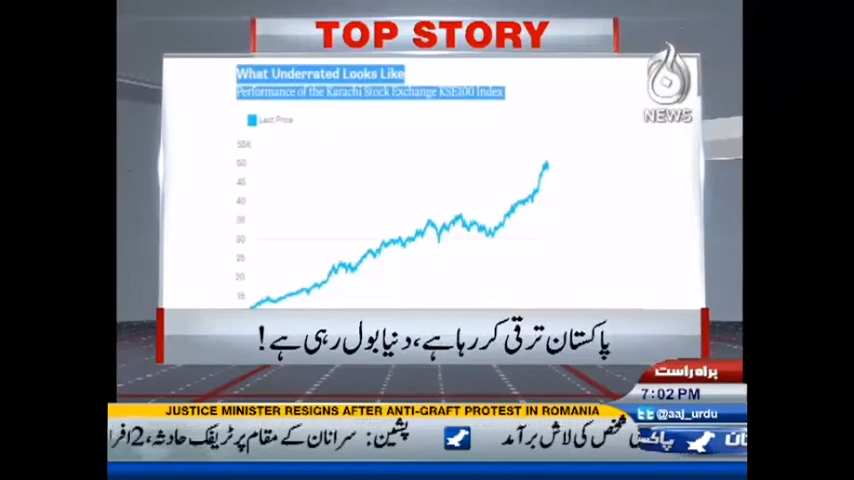 TOP STORY
What Underrated Looks Like
Performance of the Karachi Stock Exchange KSE100 Index
Last Price
55K
50
45
40
35
30
25
20
15
NEWS
پاکستان ترقی کر رہا ہے، دنیا بول رہی ہے!
براہ راست
7:02 PM
@aaj_urdu
JUSTICE MINISTER RESIGNS AFTER ANTI-GRAFT PROTEST IN ROMANIA
شخص کی لاش برآمد
پشین: سرانان کے مقام پر ٹریفک حادثہ، 2افرا